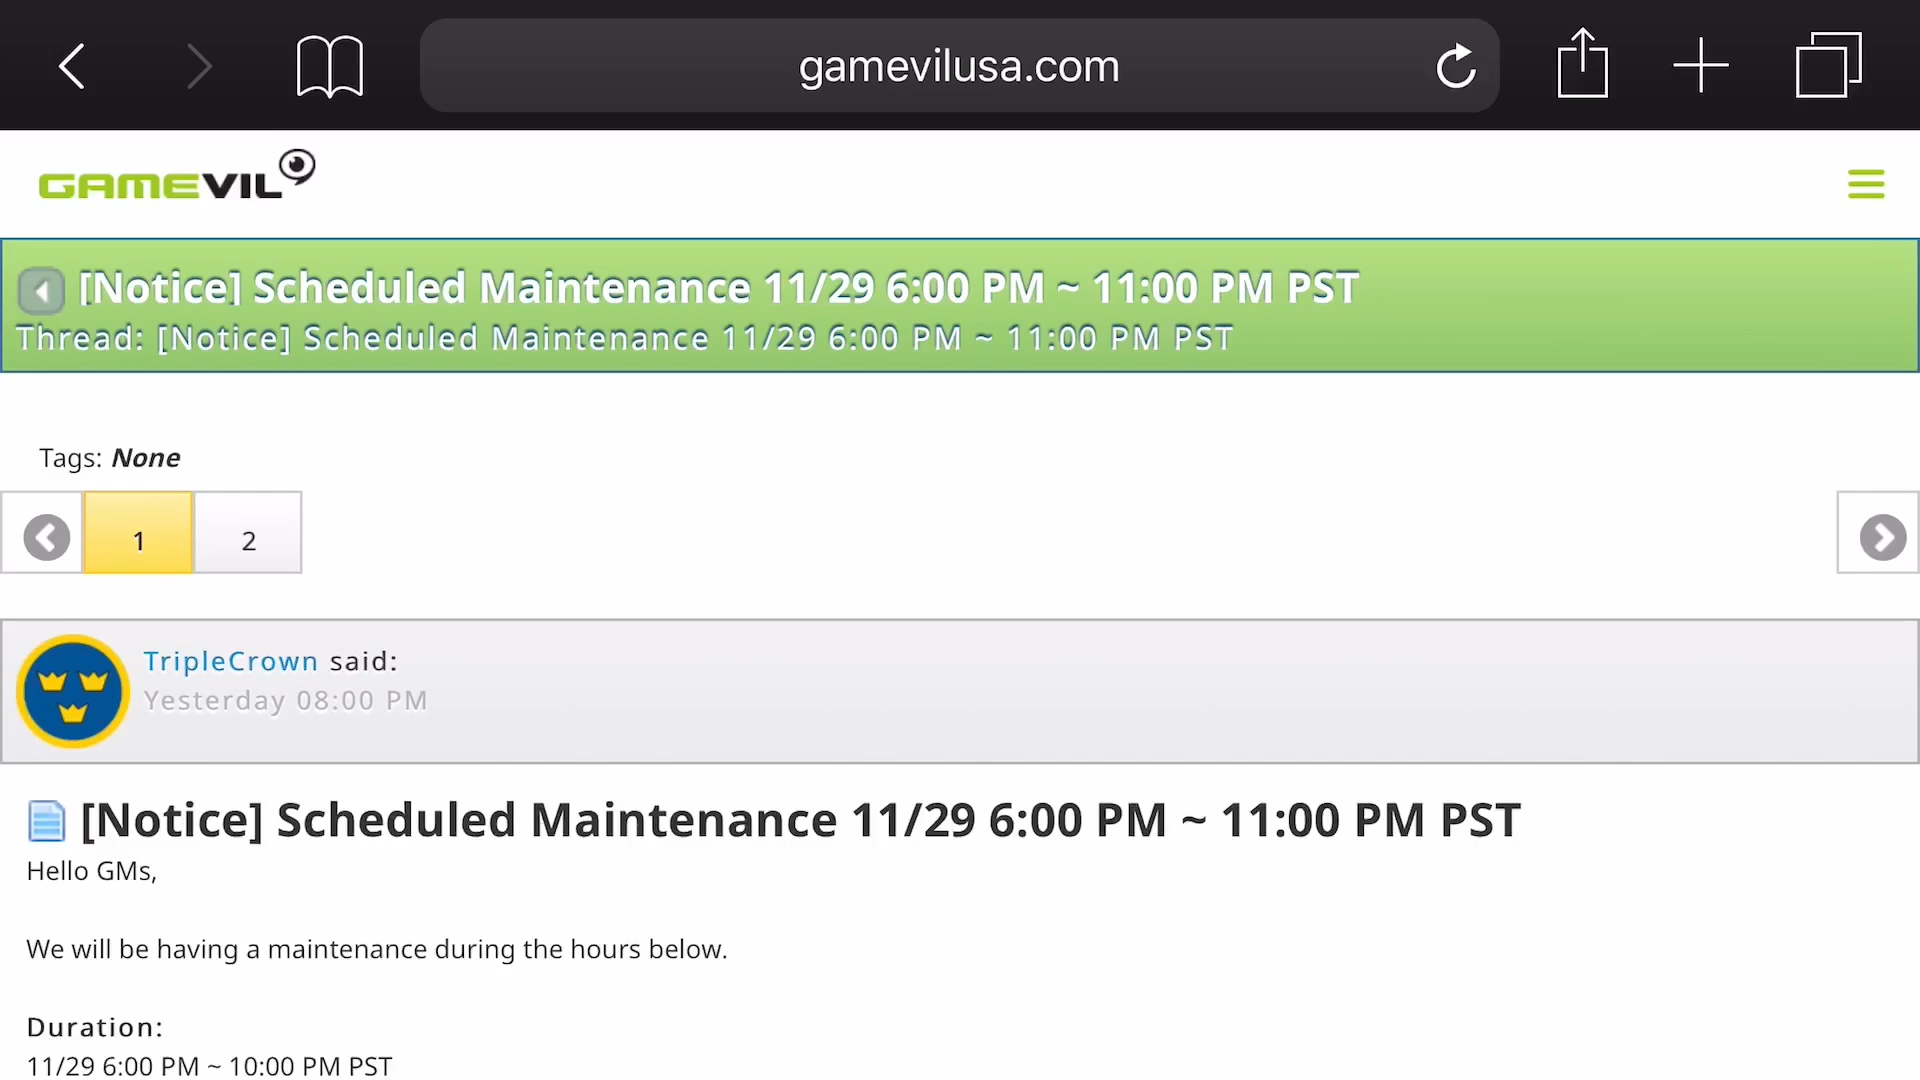 gamevilusa.com
GAMEVIL
[Notice] Scheduled Maintenance 11/29 6:00 PM ~ 11:00 PM PST
Thread: [Notice] Scheduled Maintenance 11/29 6:00 PM ~ 11:00 PM PST
Tags: None
1 2
TripleCrown said:
Yesterday 08:00 PM
[Notice] Scheduled Maintenance 11/29 6:00 PM ~ 11:00 PM PST
Hello GMs,
We will be having a maintenance during the hours below.
Duration:
11/29 6:00 PM ~ 10:00 PM PST